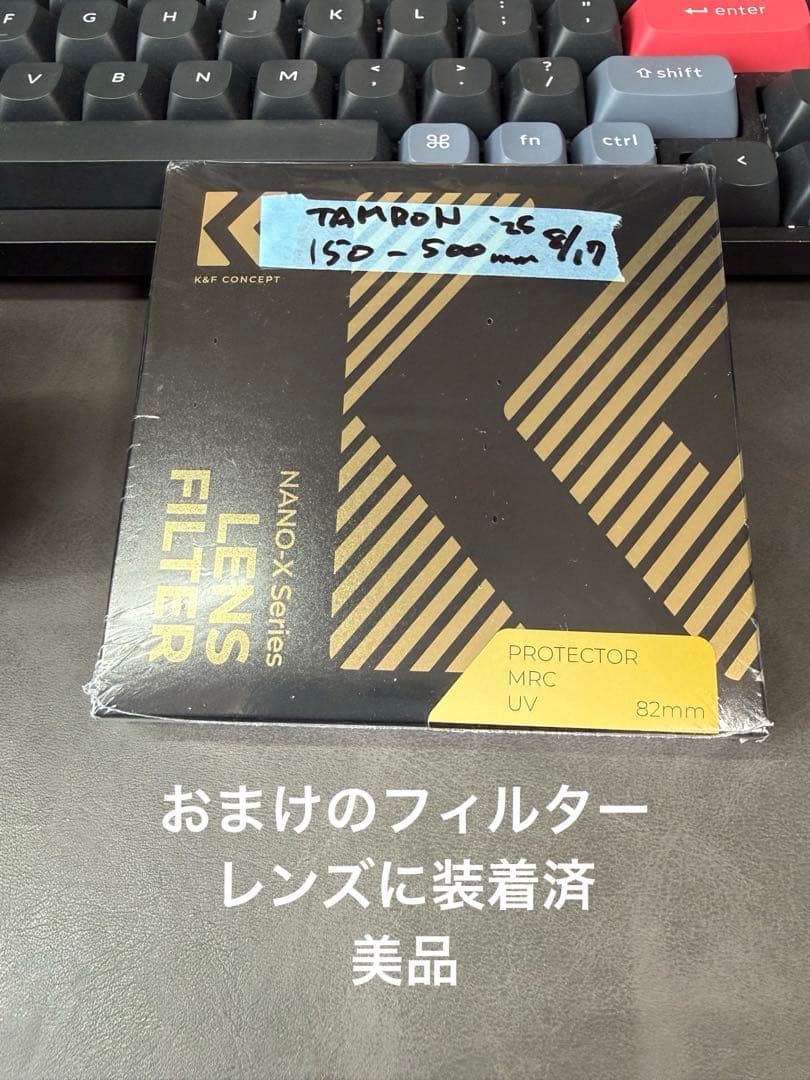 F G H J K L : ; " ' enter
V B N M < , > . ? / shift
⌘ fn ctrl <
TAMRON '25
150-500mm 8/17
K&F CONCEPT
NANO-X Series
LENS
FILTER
PROTECTOR
MRC
UV 82mm
おまけのフィルター
レンズに装着済
美品